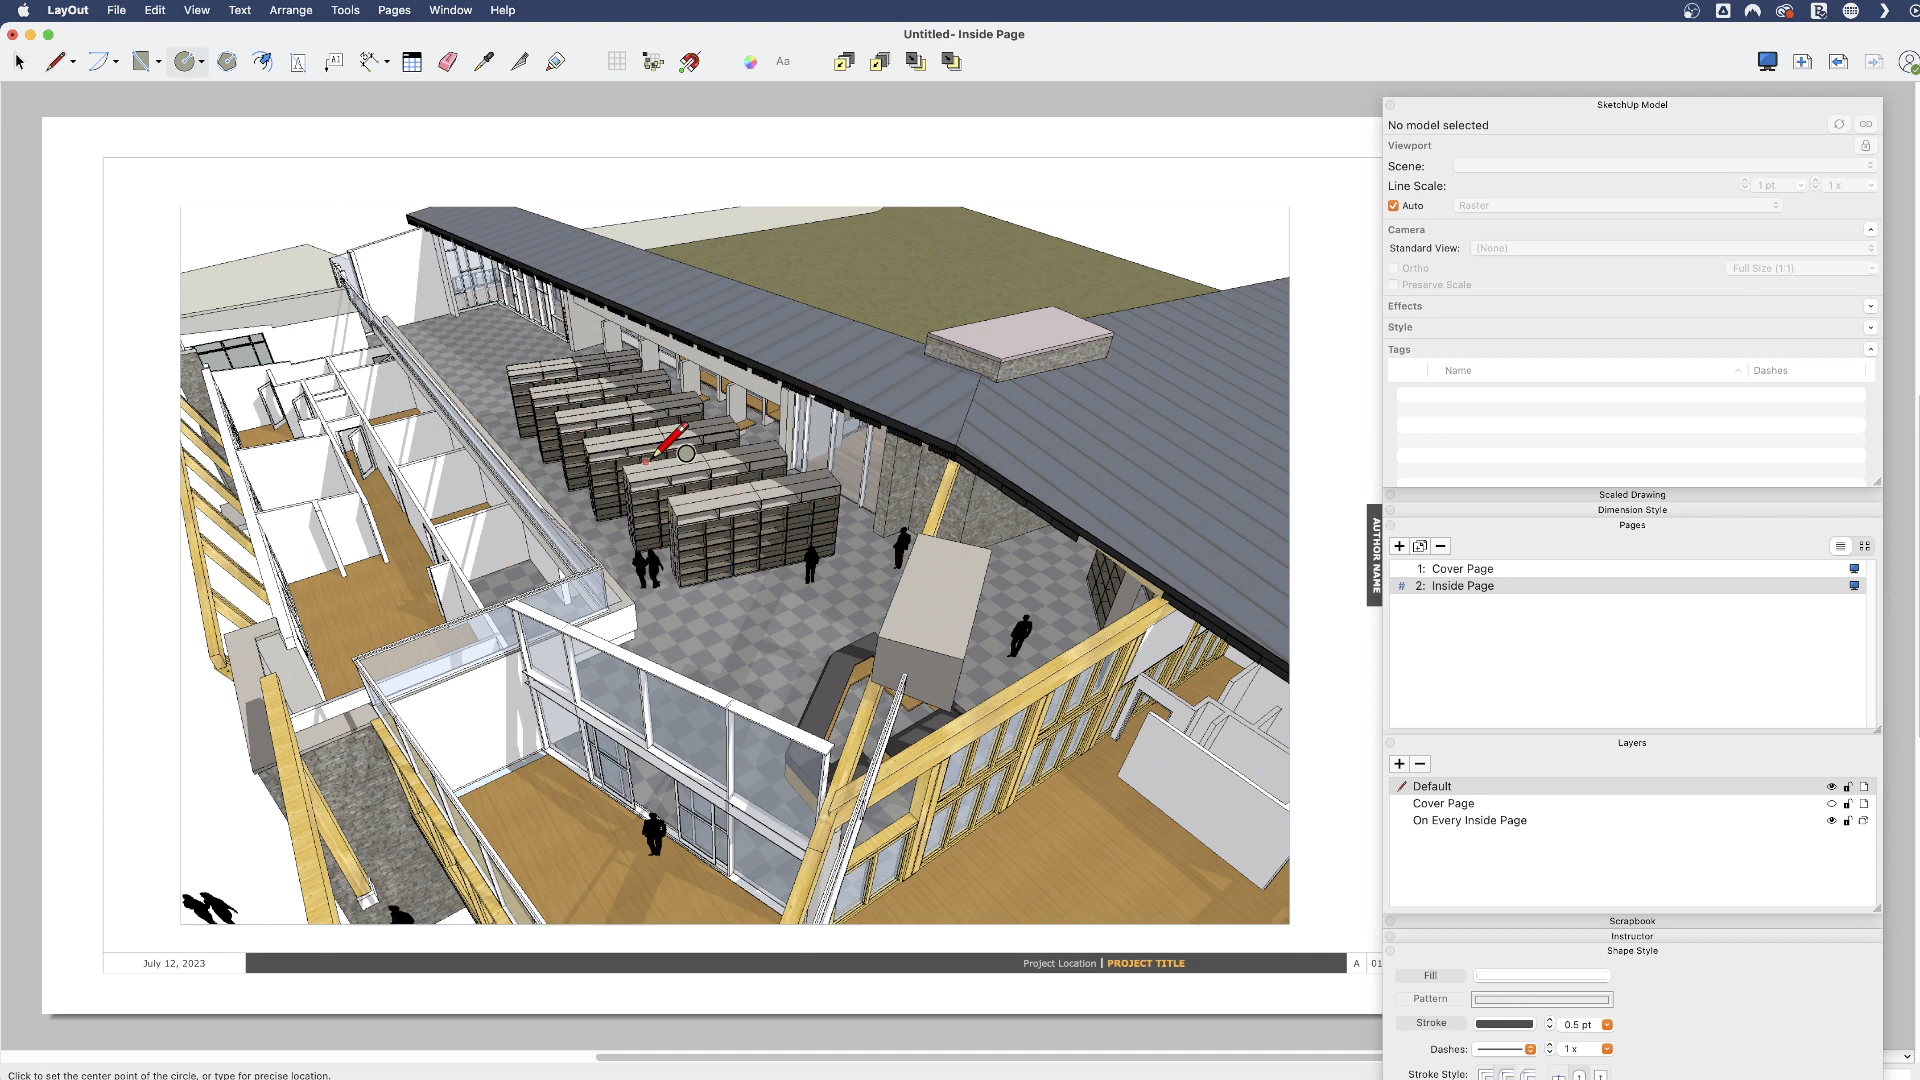 LayOut File Edit View Text Arrange Tools Pages Window Help
Untitled- Inside Page
A
A1
Aa
SketchUp Model
No model selected
Viewport
Scene:
Line Scale:
1 pt
1 x
Auto
Raster
Camera
Standard View:
(None)
Ortho
Full Size (1:1)
Preserve Scale
Effects
Style
Tags
Name
Dashes
Scaled Drawing
Dimension Style
Pages
1: Cover Page
# 2: Inside Page
AUTHOR NAME
Layers
Default
Cover Page
On Every Inside Page
Scrapbook
Instructor
Shape Style
Fill
Pattern
Stroke
0.5 pt
Dashes:
1 x
Stroke Style:
July 12, 2023
Project Location | PROJECT TITLE
A
01
Click to set the center point of the circle, or type for precise location.